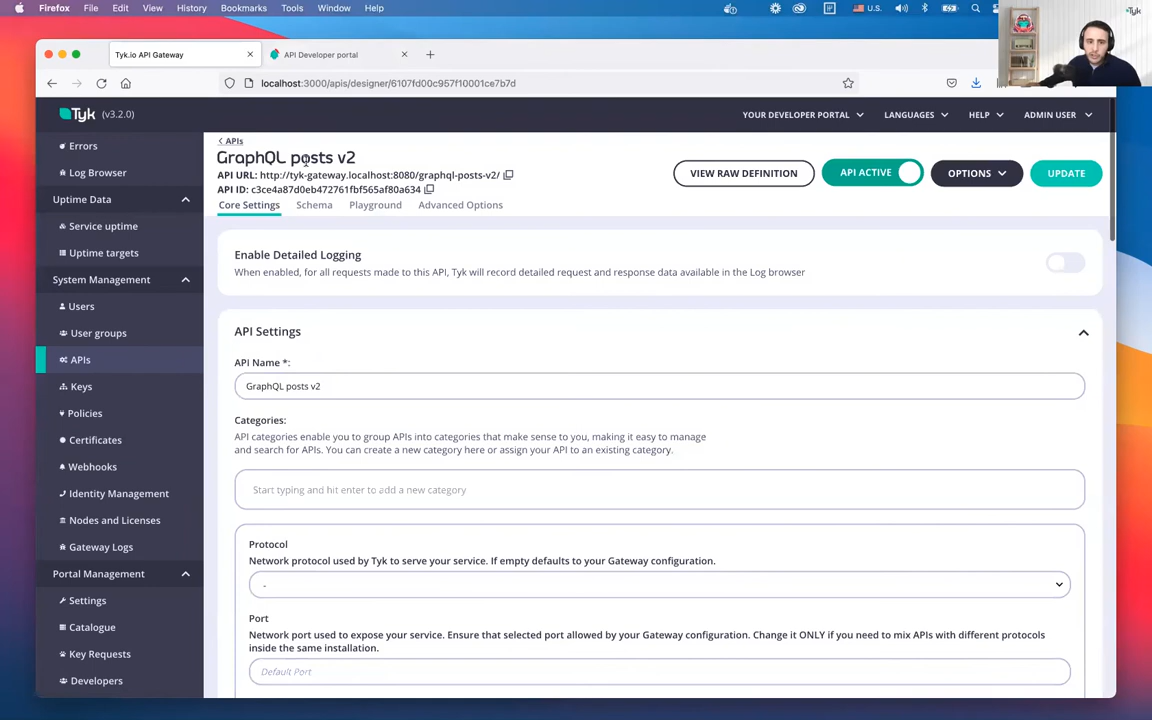 Firefox File Edit View History Bookmarks Tools Window Help U.S.
Tyk
Tyk.io API Gateway API Developer portal
localhost:3000/apis/designer/6107fd00c957f10001ce7b7d
Tyk (v3.2.0) YOUR DEVELOPER PORTAL LANGUAGES HELP ADMIN USER
Errors
Log Browser
Uptime Data
Service uptime
Uptime targets
System Management
Users
User groups
APIs
Keys
Policies
Certificates
Webhooks
Identity Management
Nodes and Licenses
Gateway Logs
Portal Management
Settings
Catalogue
Key Requests
Developers
APIs
GraphQL posts v2
API URL: http://tyk-gateway.localhost:8080/graphql-posts-v2/
API ID: c3ce4a87d0eb472761fbf565af80a634
VIEW RAW DEFINITION API ACTIVE OPTIONS UPDATE
Core Settings Schema Playground Advanced Options
Enable Detailed Logging
When enabled, for all requests made to this API, Tyk will record detailed request and response data available in the Log browser
API Settings
API Name *:
GraphQL posts v2
Categories:
API categories enable you to group APIs into categories that make sense to you, making it easy to manage
and search for APIs. You can create a new category here or assign your API to an existing category.
Start typing and hit enter to add a new category
Protocol
Network protocol used by Tyk to serve your service. If empty defaults to your Gateway configuration.
-
Port
Network port used to expose your service. Ensure that selected port allowed by your Gateway configuration. Change it ONLY if you need to mix APIs with different protocols
inside the same installation.
Default Port